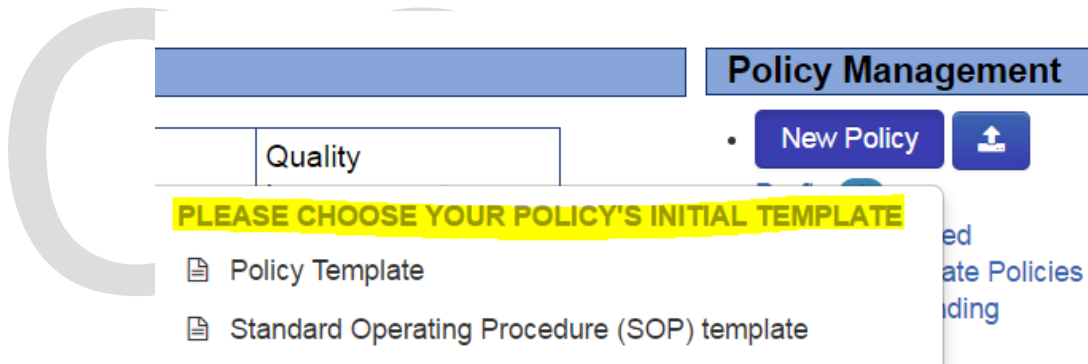 Policy Management
New Policy
Quality
PLEASE CHOOSE YOUR POLICY'S INITIAL TEMPLATE
Policy Template
Standard Operating Procedure (SOP) template
ed
ate Policies
ding